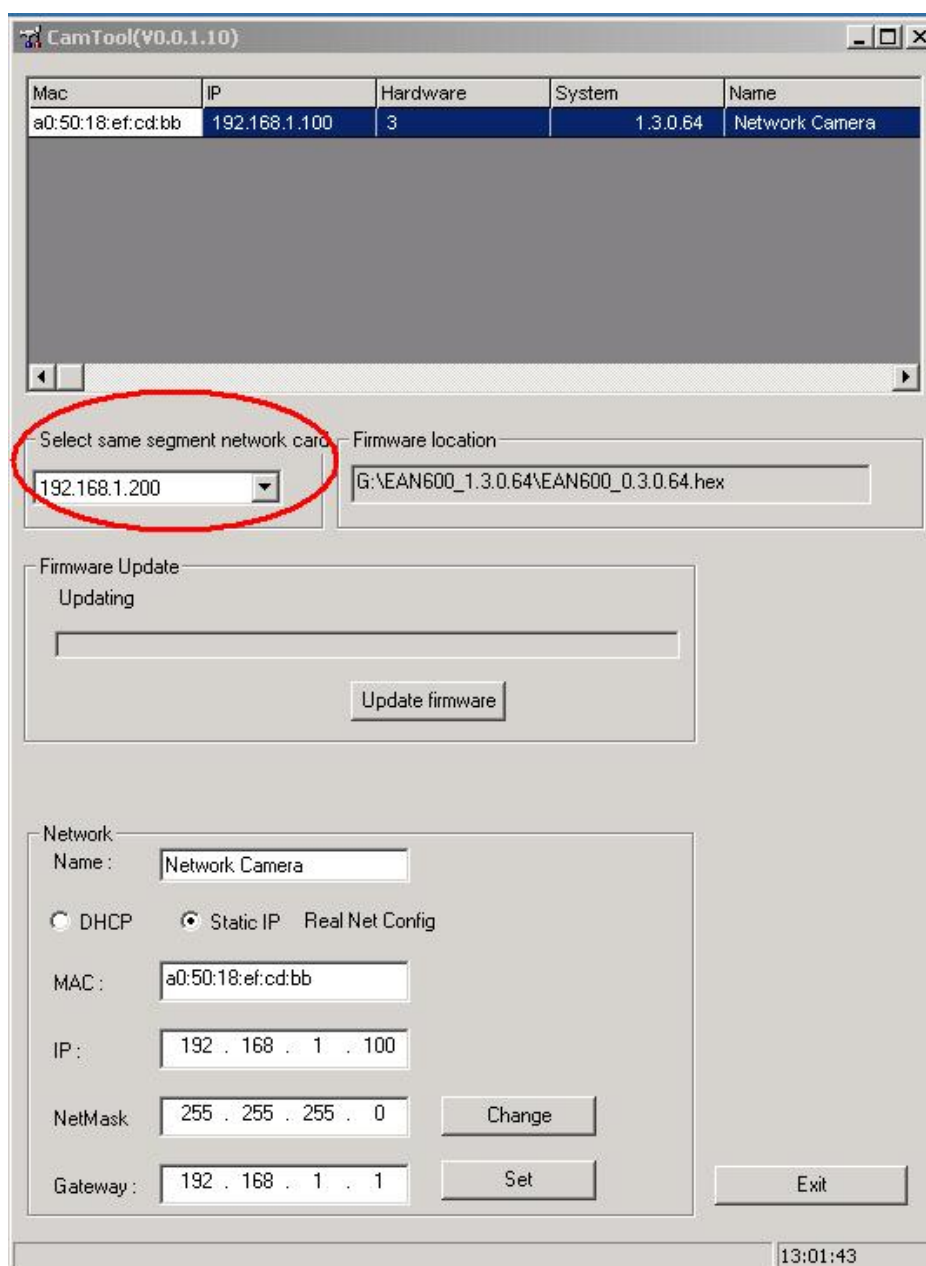 CamTool(V0.0.1.10)
Mac IP Hardware System Name
a0:50:18:ef:cd:bb 192.168.1.100 3 1.3.0.64 Network Camera
Select same segment network card Firmware location
192.168.1.200 G:\EAN600_1.3.0.64\EAN600_0.3.0.64.hex
Firmware Update
Updating
Update firmware
Network
Name : Network Camera
DHCP Static IP Real Net Config
MAC : a0:50:18:ef:cd:bb
IP : 192 . 168 . 1 . 100
NetMask 255 . 255 . 255 . 0 Change
Gateway : 192 . 168 . 1 . 1 Set Exit
13:01:43